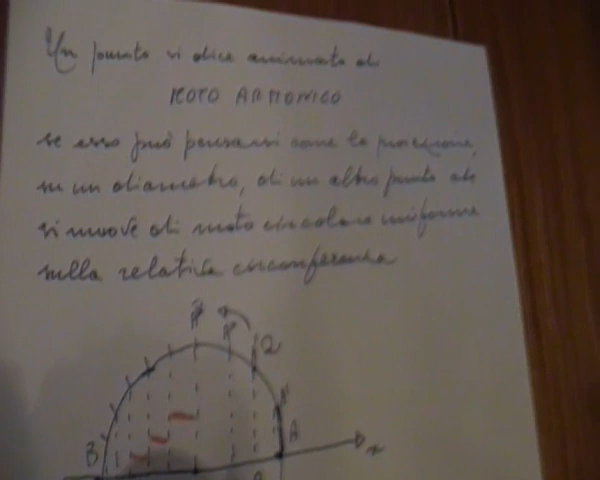 Un punto si dice animato di
MOTO ARMONICO
se esso può pensarsi come la proiezione,
su un diametro, di un altro punto che
si muove di moto circolare uniforme
sulla relativa circonferenza
Q
B
A
x